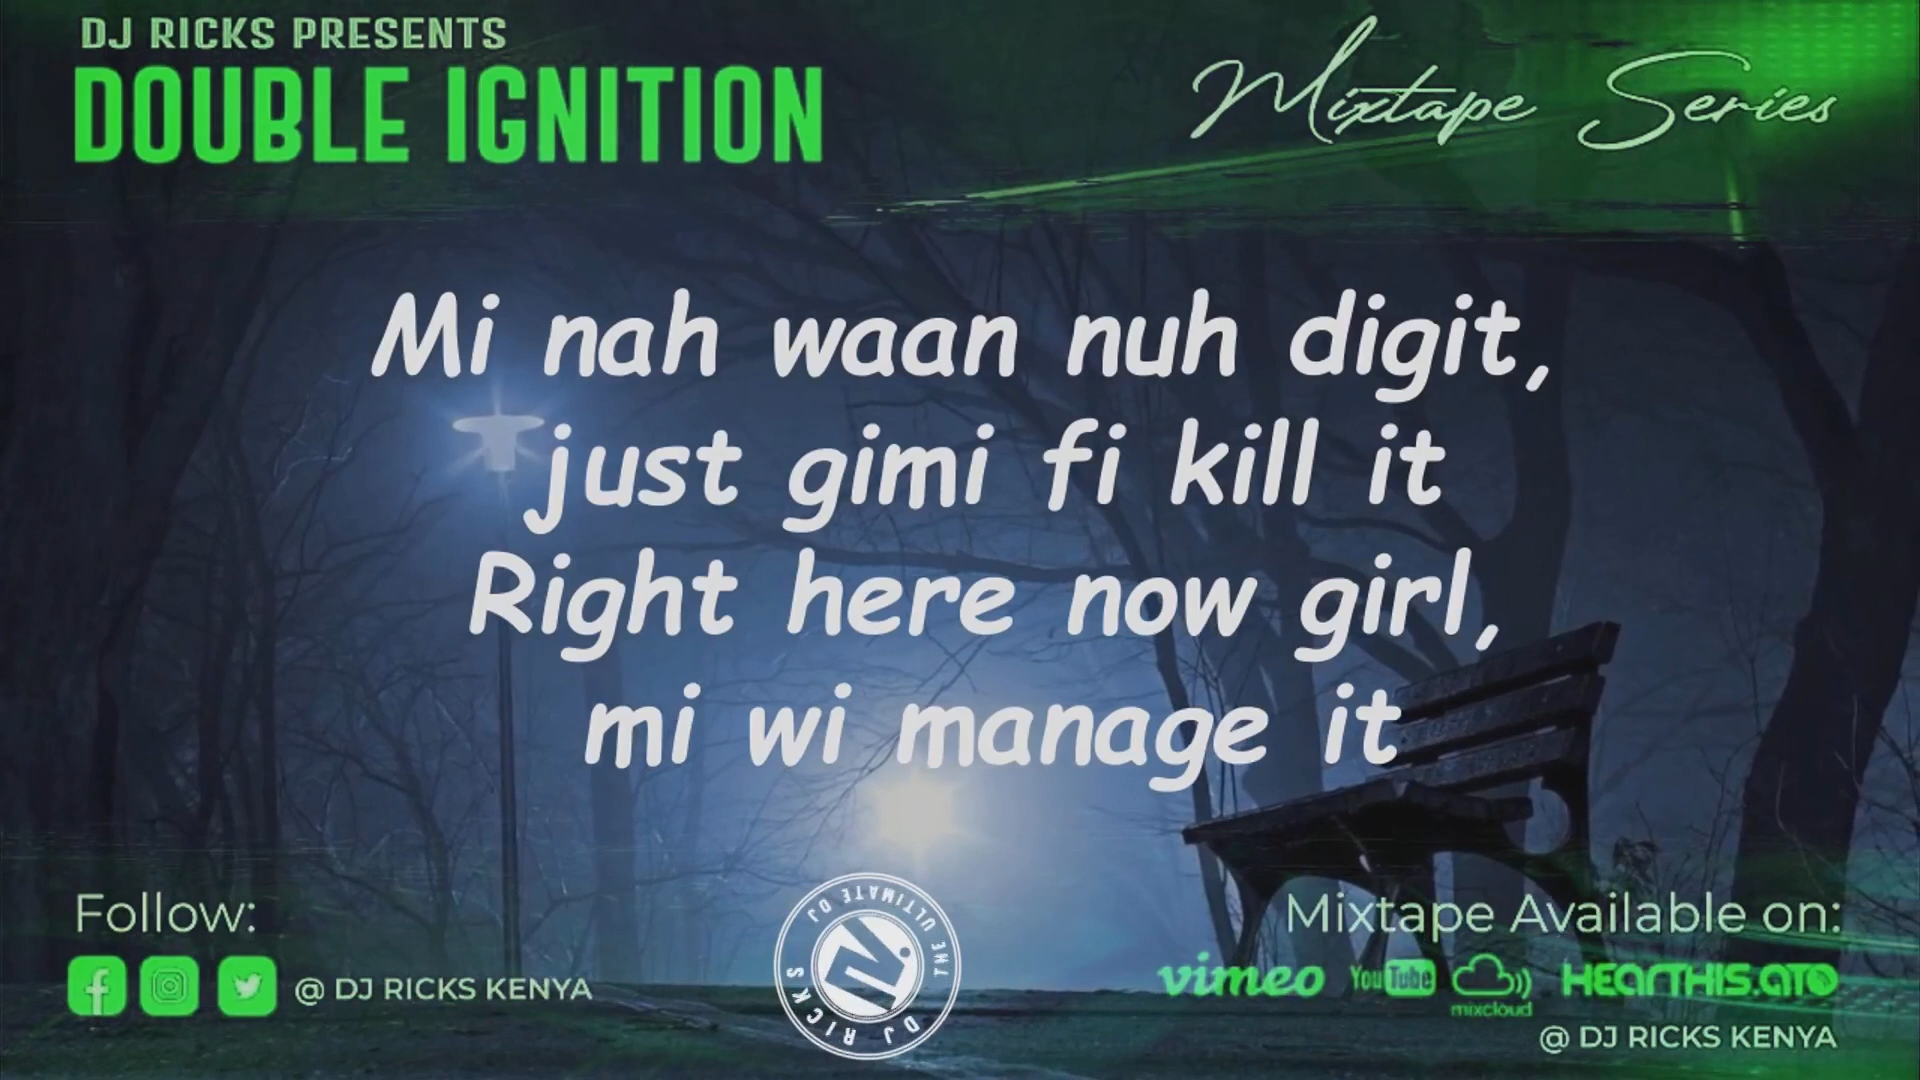 DJ RICKS PRESENTS
DOUBLE IGNITION
Mixtape Series
Mi nah waan nuh digit,
just gimi fi kill it
Right here now girl,
mi wi manage it
Follow:
@ DJ RICKS KENYA
THE ULTIMATE DJ
DJ RICKS
Mixtape Available on:
vimeo YouTube mixcloud HEARTHIS.AT
@ DJ RICKS KENYA